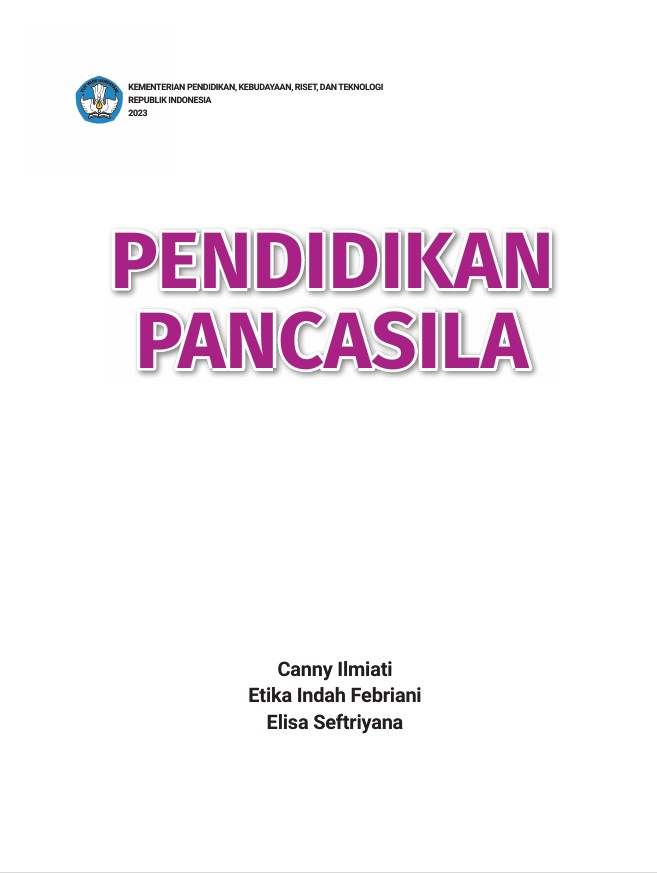 KEMENTERIAN PENDIDIKAN, KEBUDAYAAN, RISET, DAN TEKNOLOGI
REPUBLIK INDONESIA
2023
PENDIDIKAN
PANCASILA
Canny Ilmiati
Etika Indah Febriani
Elisa Seftriyana